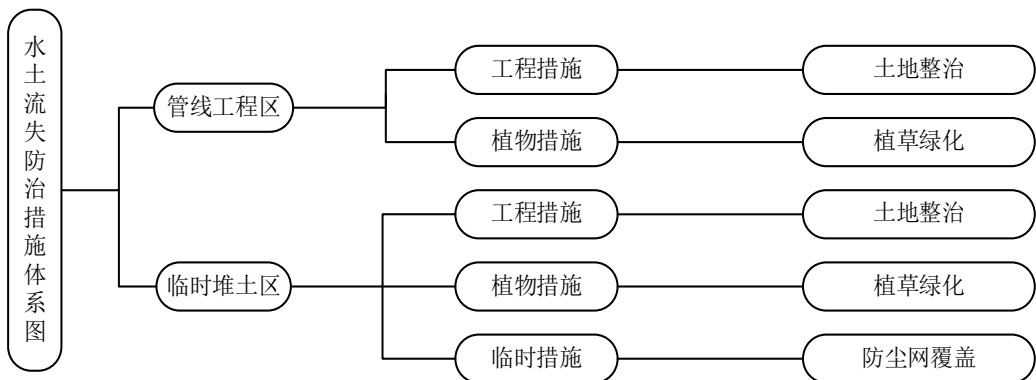 水土流失防治措施体系图
管线工程区
工程措施
土地整治
植物措施
植草绿化
临时堆土区
工程措施
土地整治
植物措施
植草绿化
临时措施
防尘网覆盖